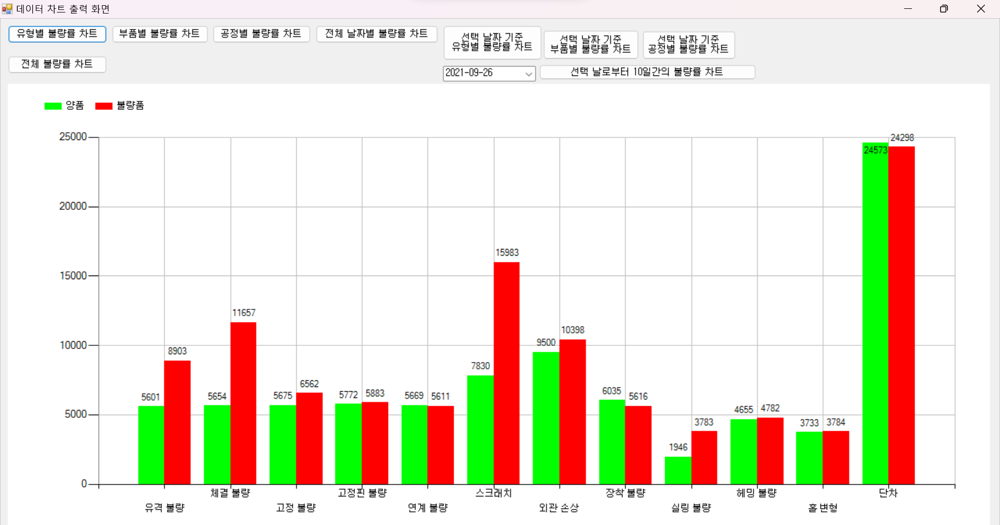 데이터 차트 출력 화면
유형별 불량률 차트
부품별 불량률 차트
공정별 불량률 차트
전체 날짜별 불량률 차트
선택 날짜 기준
유형별 불량률 차트
선택 날짜 기준
부품별 불량률 차트
선택 날짜 기준
공정별 불량률 차트
전체 불량률 차트
2021-09-26
선택 날로부터 10일간의 불량률 차트
양품
불량품
25000
20000
15000
10000
5000
0
5601
8903
5654
11657
5675
6562
5772
5883
5669
5611
7830
15983
9500
10398
6035
5616
1946
3783
4655
4782
3733
3784
24573
24298
유격 불량
체결 불량
고정 불량
고정핀 불량
연계 불량
스크래치
외관 손상
장착 불량
실링 불량
헤밍 불량
홀 변형
단차